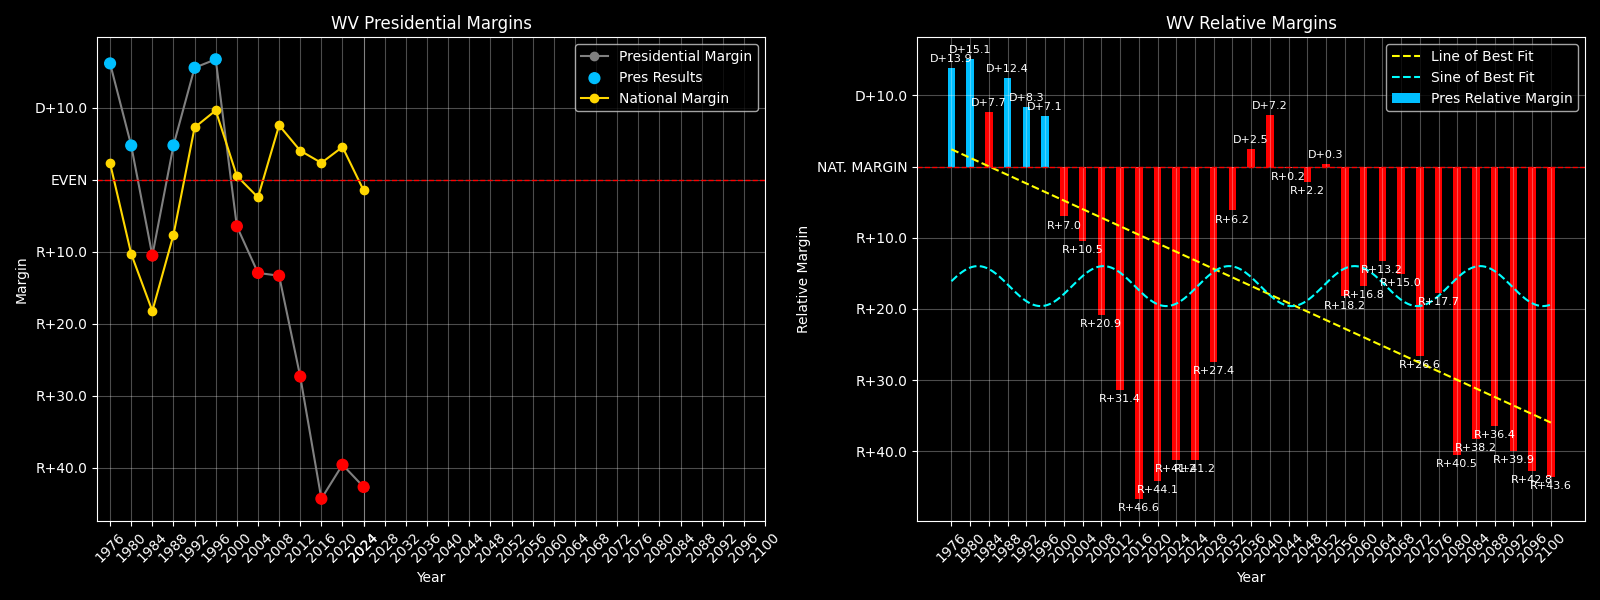 WV Presidential Margins
Presidential Margin
Pres Results
National Margin
D+10.0
EVEN
R+10.0
R+20.0
R+30.0
R+40.0
Margin
1976 1980 1984 1988 1992 1996 2000 2004 2008 2012 2016 2020 2024 2024 2028 2032 2036 2040 2044 2048 2052 2056 2060 2064 2068 2072 2076 2080 2084 2088 2092 2096 2100
Year
WV Relative Margins
Line of Best Fit
Sine of Best Fit
Pres Relative Margin
D+10.0
NAT. MARGIN
R+10.0
R+20.0
R+30.0
R+40.0
Relative Margin
D+13.9
D+15.1
D+7.7
D+12.4
D+8.3
D+7.1
R+7.0
R+10.5
R+20.9
R+31.4
R+46.6
R+44.1
R+41.2
R+27.4
R+6.2
D+2.5
D+7.2
R+0.2
R+2.2
D+0.3
R+18.2
R+16.8
R+13.2
R+15.0
R+26.6
R+17.7
R+40.5
R+38.2
R+36.4
R+39.9
R+42.8
R+43.6
1976 1980 1984 1988 1992 1996 2000 2004 2008 2012 2016 2020 2024 2024 2028 2032 2036 2040 2044 2048 2052 2056 2060 2064 2068 2072 2076 2080 2084 2088 2092 2096 2100
Year